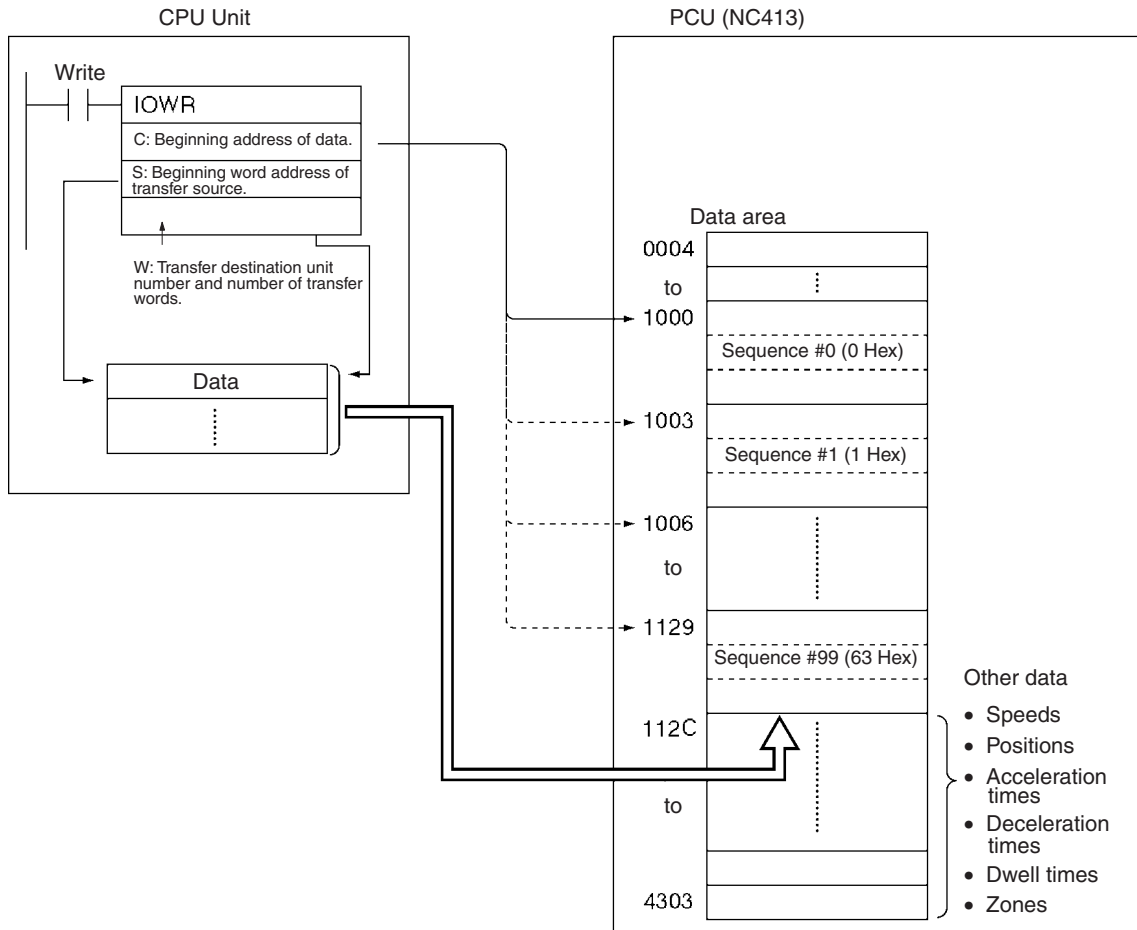 CPU Unit
Write
IOWR
C: Beginning address of data.
S: Beginning word address of
transfer source.
W: Transfer destination unit
number and number of transfer
words.
Data
PCU (NC413)
Data area
0004
to
1000
Sequence #0 (0 Hex)
1003
Sequence #1 (1 Hex)
1006
to
1129
Sequence #99 (63 Hex)
112C
to
4303
Other data
• Speeds
• Positions
• Acceleration
times
• Deceleration
times
• Dwell times
• Zones